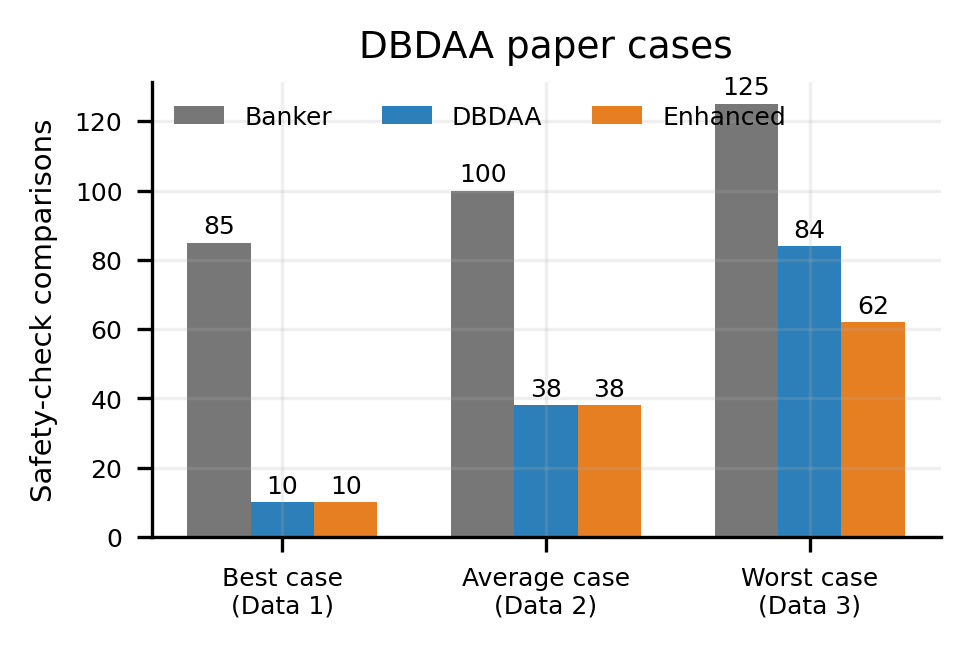 DBDAA paper cases
Safety-check comparisons
120
100
80
60
40
20
0
Banker DBDAA Enhanced
85
10
10
100
38
38
125
84
62
Best case
(Data 1)
Average case
(Data 2)
Worst case
(Data 3)